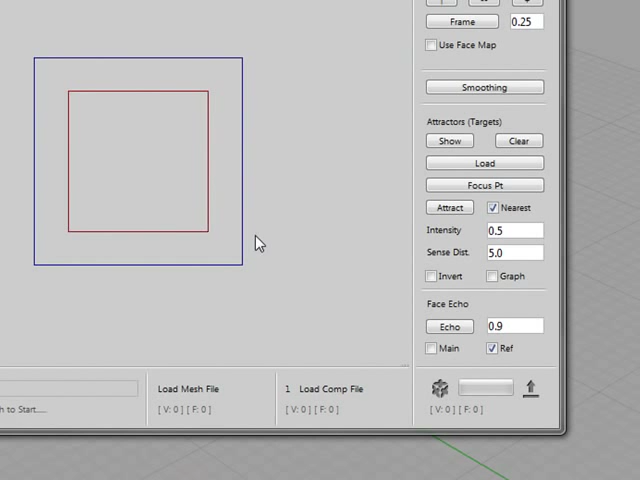 Frame 0.25
Use Face Map
Smoothing
Attractors (Targets)
Show Clear
Load
Focus Pt
Attract Nearest
Intensity 0.5
Sense Dist. 5.0
Invert Graph
Face Echo
Echo 0.9
Main Ref
Load Mesh File 1 Load Comp File
to Start..... [ V: 0 ] [ F: 0 ] [ V: 0 ] [ F: 0 ] [ V: 0 ] [ F: 0 ]